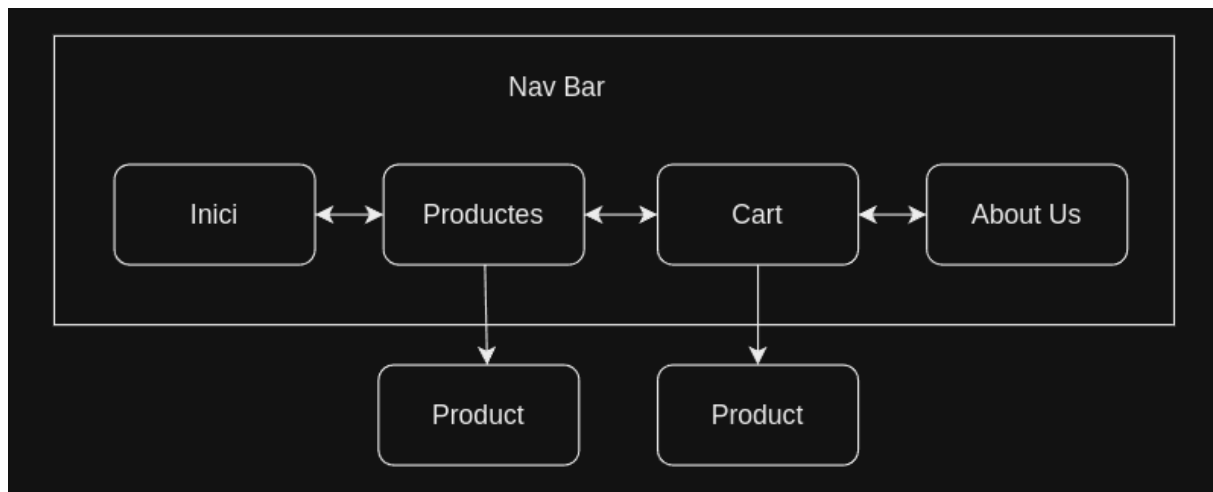 Nav Bar
Inici
Productes
Cart
About Us
Product
Product